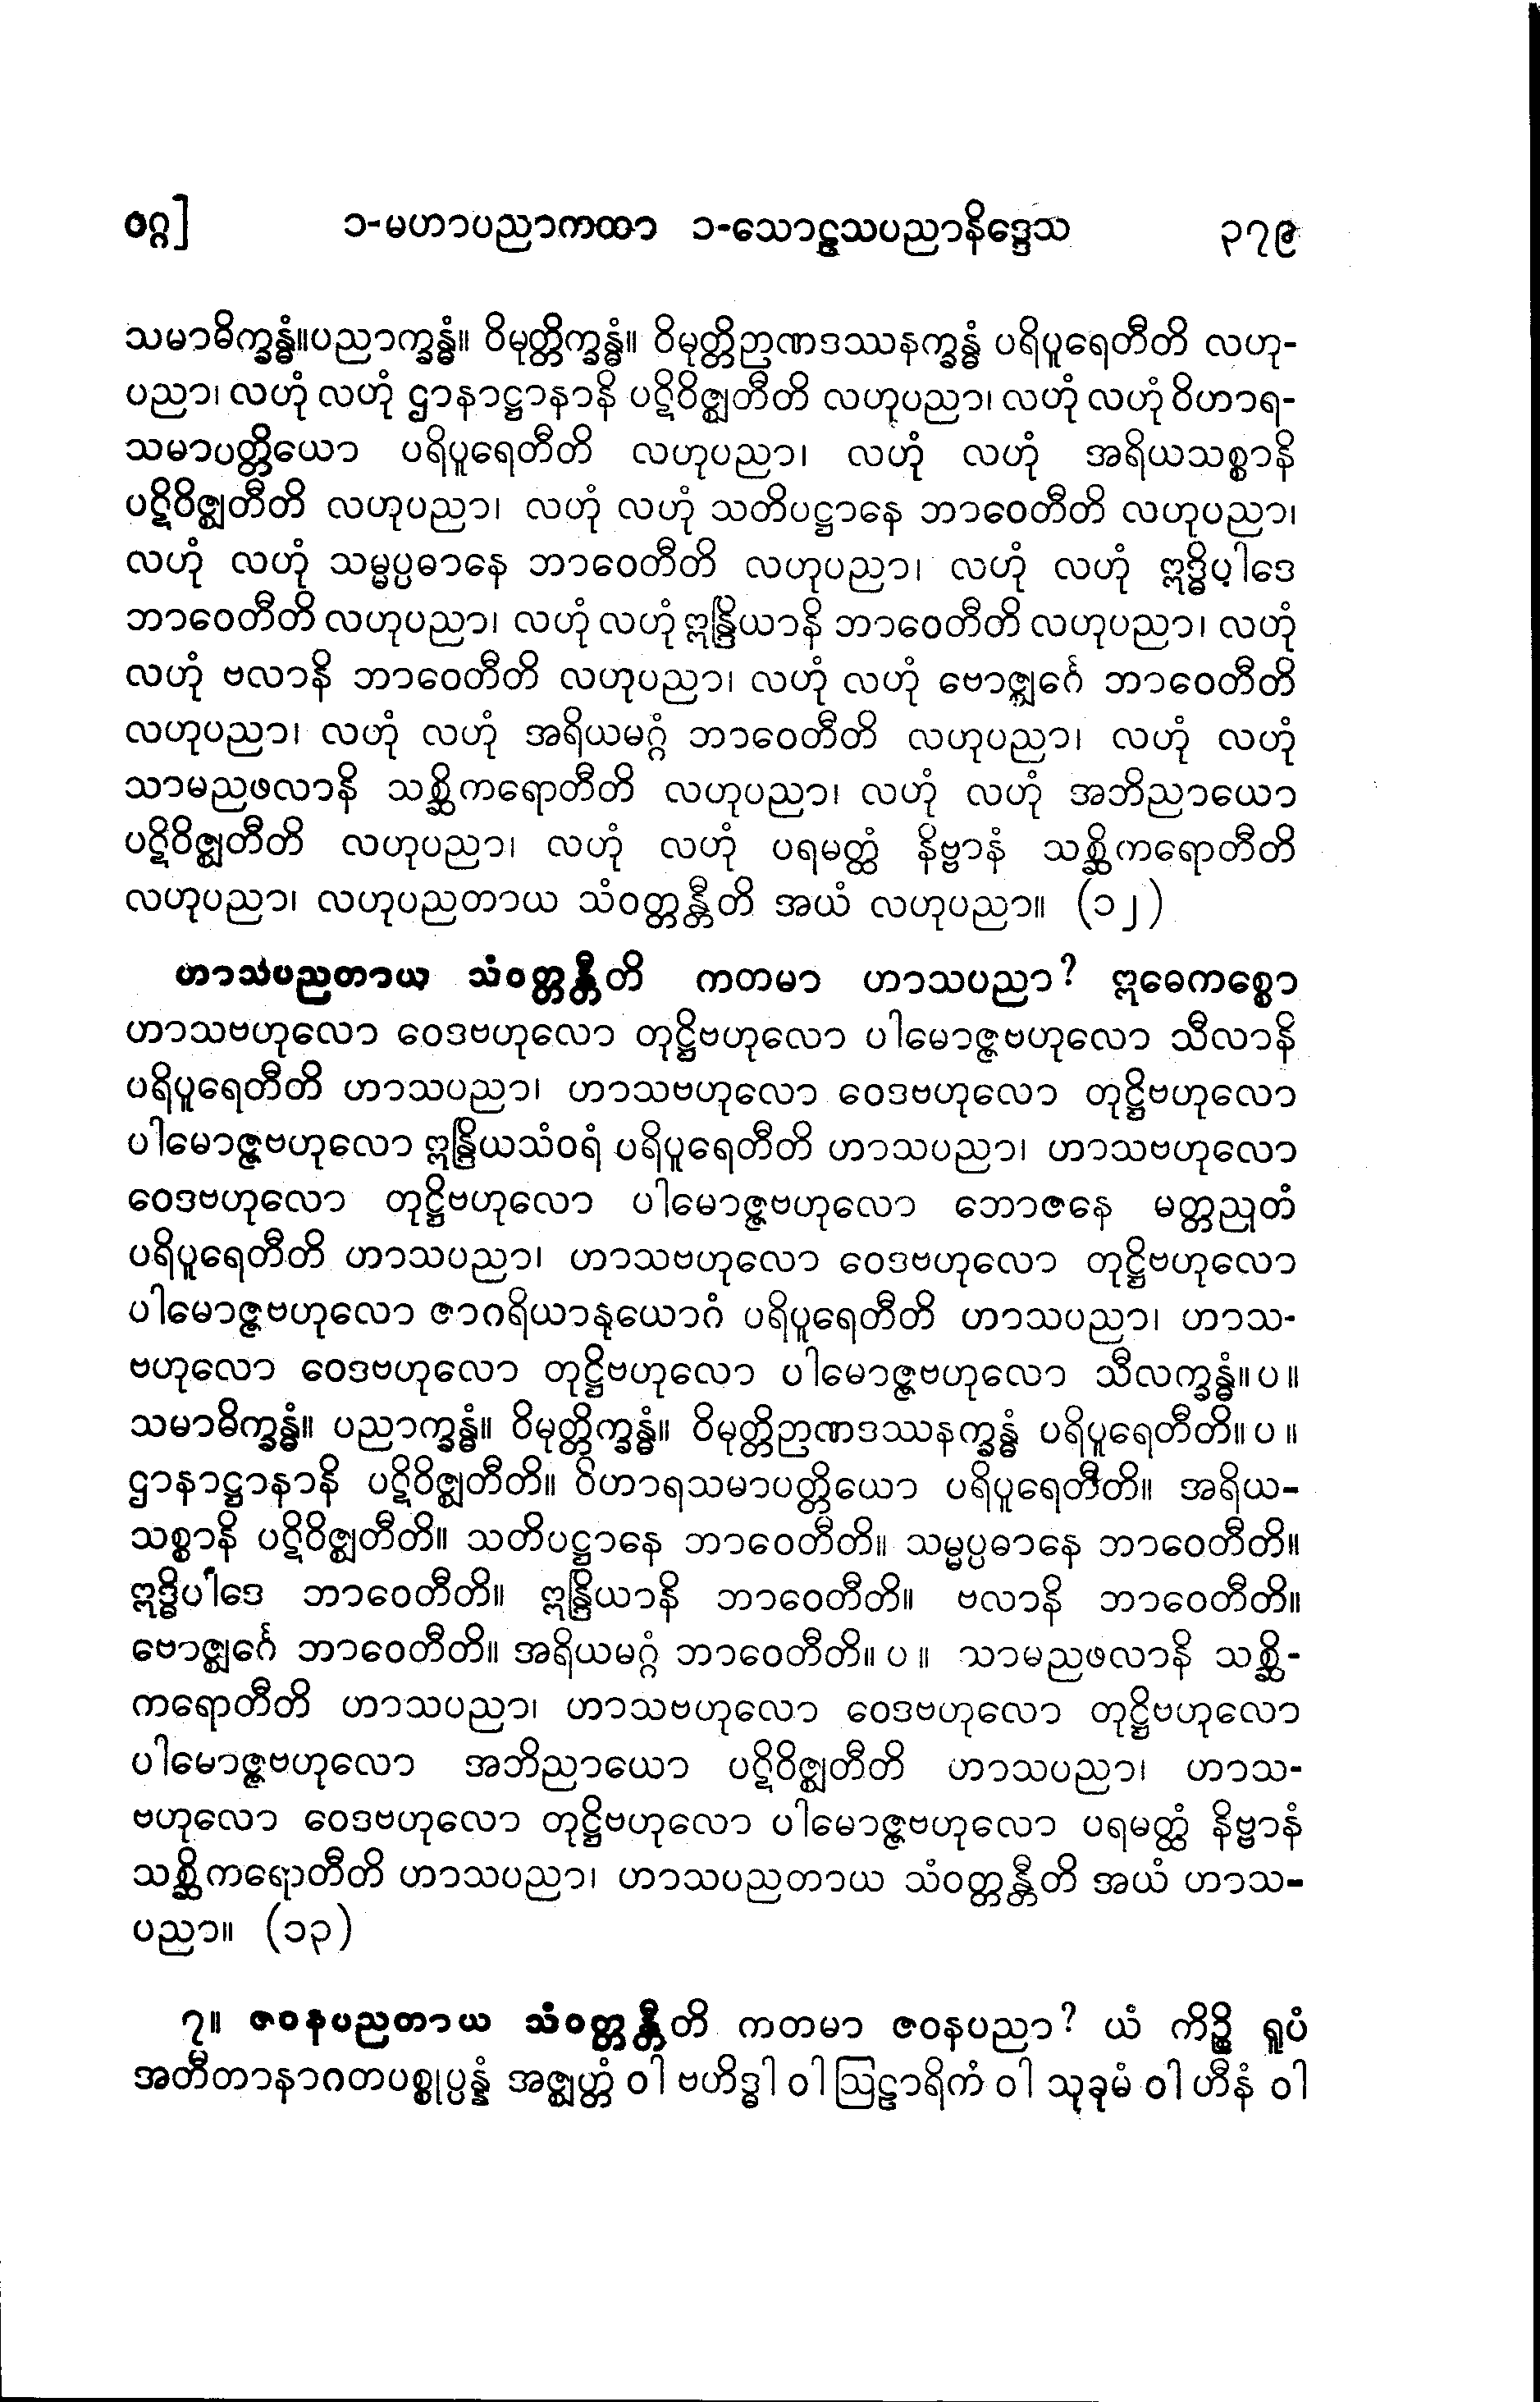 ဝဂ္ဂ] ၁-မဟာပညာကထာ ၁-သောဠသပညာနိဒ္ဒေသ ၃၇၉
သမာဓိက္ခန္ဓံ။ပညာက္ခန္ဓံ။ ဝိမုတ္တိက္ခန္ဓံ။ ဝိမုတ္တိဉာဏဒဿနက္ခန္ဓံ ပရိပူရေတီတိ လဟု-
ပညာ၊ လဟုံ လဟုံ ဌာနာဋ္ဌာနာနိ ပဋိဝိဇ္ဈတီတိ လဟုပညာ၊ လဟုံ လဟုံ ဝိဟာရ-
သမာပတ္တိယော ပရိပူရေတီတိ လဟုပညာ၊ လဟုံ လဟုံ အရိယသစ္စာနိ
ပဋိဝိဇ္ဈတီတိ လဟုပညာ၊ လဟုံ လဟုံ သတိပဋ္ဌာနေ ဘာဝေတီတိ လဟုပညာ၊
လဟုံ လဟုံ သမ္မပ္ပဓာနေ ဘာဝေတီတိ လဟုပညာ၊ လဟုံ လဟုံ ဣဒ္ဓိပါဒေ
ဘာဝေတီတိ လဟုပညာ၊ လဟုံ လဟုံ ဣန္ဒြိယာနိ ဘာဝေတီတိ လဟုပညာ၊ လဟုံ
လဟုံ ဗလာနိ ဘာဝေတီတိ လဟုပညာ၊ လဟုံ လဟုံ ဗောဇ္ဈင်္ဂေ ဘာဝေတီတိ
လဟုပညာ၊ လဟုံ လဟုံ အရိယမဂ္ဂံ ဘာဝေတီတိ လဟုပညာ၊ လဟုံ လဟုံ
သာမညဖလာနိ သစ္ဆိကရောတီတိ လဟုပညာ၊ လဟုံ လဟုံ အဘိညာယော
ပဋိဝိဇ္ဈတီတိ လဟုပညာ၊ လဟုံ လဟုံ ပရမတ္ထံ နိဗ္ဗာနံ သစ္ဆိကရောတီတိ
လဟုပညာ၊ လဟုပညတာယ သံဝတ္တန္တီတိ အယံ လဟုပညာ။ (၁၂)
ဟာသပညတာယ သံဝတ္တန္တီတိ ကတမာ ဟာသပညာ? ဣဓေကစ္စော
ဟာသဗဟုလော ဝေဒဗဟုလော တုဋ္ဌိဗဟုလော ပါမောဇ္ဇဗဟုလော သီလာနိ
ပရိပူရေတီတိ ဟာသပညာ၊ ဟာသဗဟုလော ဝေဒဗဟုလော တုဋ္ဌိဗဟုလော
ပါမောဇ္ဇဗဟုလော ဣန္ဒြိယသံဝရံ ပရိပူရေတီတိ ဟာသပညာ၊ ဟာသဗဟုလော
ဝေဒဗဟုလော တုဋ္ဌိဗဟုလော ပါမောဇ္ဇဗဟုလော ဘောဇနေ မတ္တညုတံ
ပရိပူရေတီတိ ဟာသပညာ၊ ဟာသဗဟုလော ဝေဒဗဟုလော တုဋ္ဌိဗဟုလော
ပါမောဇ္ဇဗဟုလော ဇာဂရိယာနုယောဂံ ပရိပူရေတီတိ ဟာသပညာ၊ ဟာသ-
ဗဟုလော ဝေဒဗဟုလော တုဋ္ဌိဗဟုလော ပါမောဇ္ဇဗဟုလော သီလက္ခန္ဓံ။ပ။
သမာဓိက္ခန္ဓံ။ ပညာက္ခန္ဓံ။ ဝိမုတ္တိက္ခန္ဓံ။ ဝိမုတ္တိဉာဏဒဿနက္ခန္ဓံ ပရိပူရေတီတိ။ပ။
ဌာနာဋ္ဌာနာနိ ပဋိဝိဇ္ဈတီတိ။ ဝိဟာရသမာပတ္တိယော ပရိပူရေတီတိ။ အရိယ-
သစ္စာနိ ပဋိဝိဇ္ဈတီတိ။ သတိပဋ္ဌာနေ ဘာဝေတီတိ။ သမ္မပ္ပဓာနေ ဘာဝေတီတိ။
ဣဒ္ဓိပါဒေ ဘာဝေတီတိ။ ဣန္ဒြိယာနိ ဘာဝေတီတိ။ ဗလာနိ ဘာဝေတီတိ။
ဗောဇ္ဈင်္ဂေ ဘာဝေတီတိ။ အရိယမဂ္ဂံ ဘာဝေတီတိ။ပ။ သာမညဖလာနိ သစ္ဆိ-
ကရောတီတိ ဟာသပညာ၊ ဟာသဗဟုလော ဝေဒဗဟုလော တုဋ္ဌိဗဟုလော
ပါမောဇ္ဇဗဟုလော အဘိညာယော ပဋိဝိဇ္ဈတီတိ ဟာသပညာ၊ ဟာသ-
ဗဟုလော ဝေဒဗဟုလော တုဋ္ဌိဗဟုလော ပါမောဇ္ဇဗဟုလော ပရမတ္ထံ နိဗ္ဗာနံ
သစ္ဆိကရောတီတိ ဟာသပညာ၊ ဟာသပညတာယ သံဝတ္တန္တီတိ အယံ ဟာသ-
ပညာ။ (၁၃)
၇။ ဇဝနပညတာယ သံဝတ္တန္တီတိ ကတမာ ဇဝနပညာ? ယံ ကိဉ္စိ ရူပံ
အတီတာနာဂတပစ္စုပ္ပန္နံ အဇ္ဈတ္တံ ဝါ ဗဟိဒ္ဓါ ဝါ ဩဠာရိကံ ဝါ သုခုမံ ဝါ ဟီနံ ဝါ